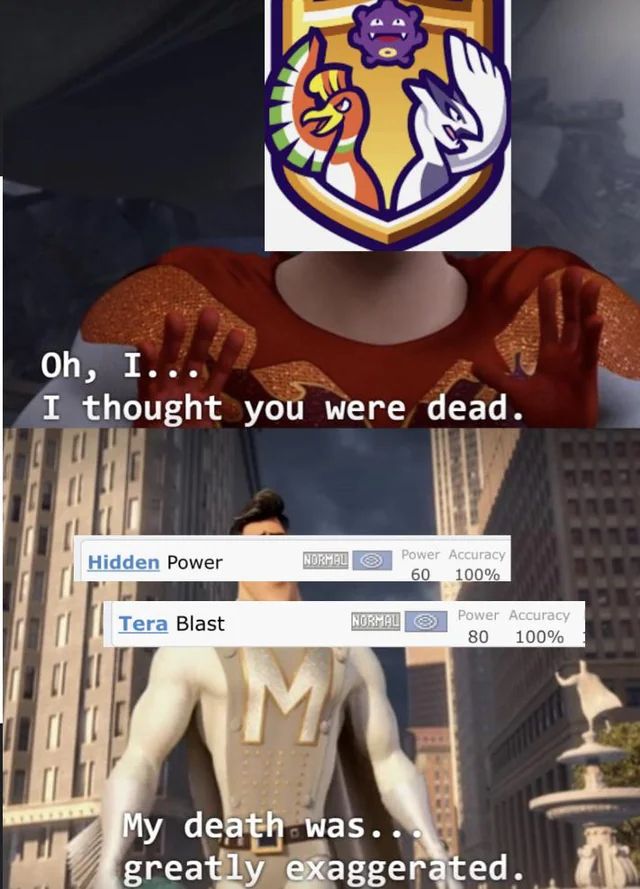 Oh, I...
I thought you were dead.
Hidden Power NORMAL Power Accuracy
60 100%
Tera Blast NORMAL Power Accuracy
80 100%
M
My death was...
greatly exaggerated.